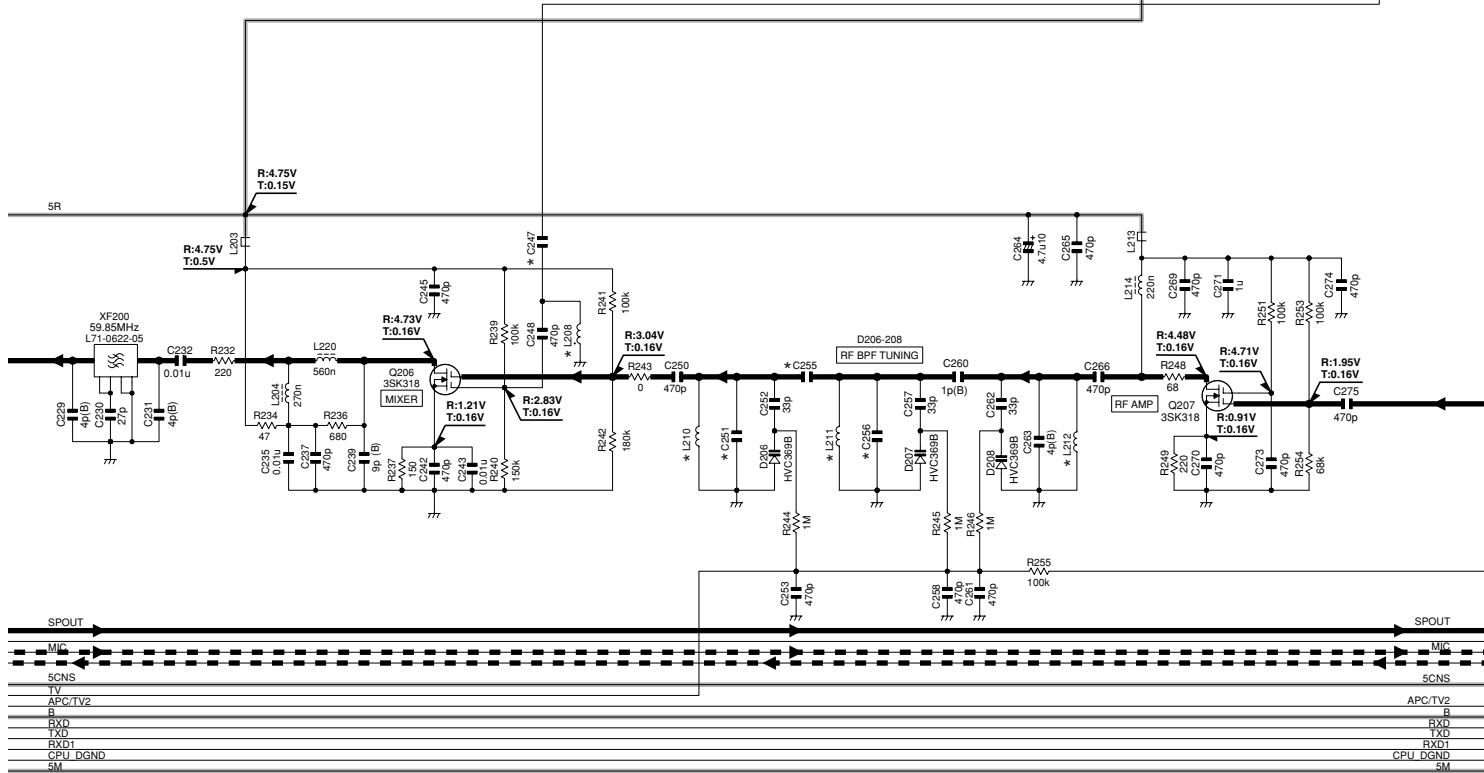 R:4.75V
T:0.15V
5R
L203
R:4.75V
T:0.5V
* C247
C264
4.7u10
C265
470p
L213
XF200
59.85MHz
L71-0622-05
C245
470p
R239
100k
C248
470p
* L208
R241
100k
L214
220n
C269
470p
C271
1u
R251
100k
R253
100k
C274
470p
R:4.73V
T:0.16V
R:3.04V
T:0.16V
D206-208
RF BPF TUNING
R:4.48V
T:0.16V
R:4.71V
T:0.16V
R:1.95V
T:0.16V
C232
0.01u
R232
220
L220
560n
Q206
3SK318
MIXER
R243
0
C250
470p
* C255
C260
1p(B)
C266
470p
R248
68
RF AMP
Q207
3SK318
C275
470p
C229
4p(B)
C230
27p
C231
4p(B)
L204
270n
R234
47
R236
680
C235
0.01u
C237
470p
C239
9p (B)
R:1.21V
T:0.16V
R:2.83V
T:0.16V
R237
150
C242
470p
C243
0.01u
R240
150k
R242
180k
* L210
* C251
C252
33p
D206
HVC369B
* L211
* C256
C257
33p
D207
HVC369B
C262
33p
D208
HVC369B
C263
4p(B)
* L212
R:0.91V
T:0.16V
R249
220
C270
470p
C273
470p
R254
68k
R244
1M
R245
1M
R246
1M
R255
100k
C253
470p
C258
470p
C261
470p
SPOUT
SPOUT
MIC
MIC
5CNS
5CNS
TV
APC/TV2
APC/TV2
B
B
RXD
RXD
TXD
TXD
RXD1
RXD1
CPU DGND
CPU DGND
5M
5M